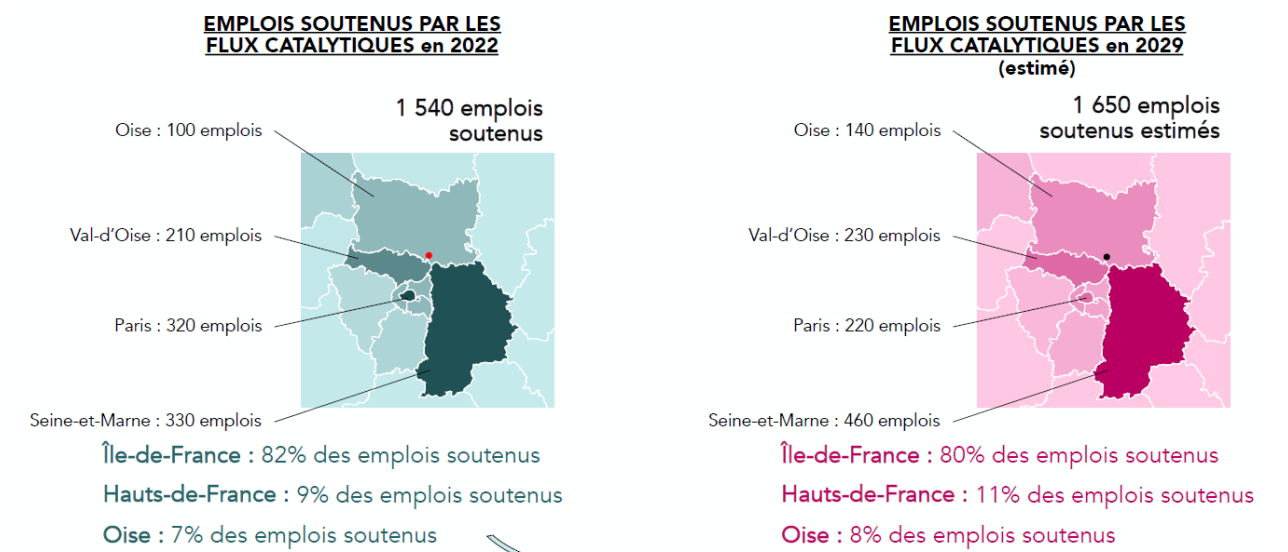 EMPLOIS SOUTENUS PAR LES
FLUX CATALYTIQUES en 2022
1 540 emplois
soutenus
Oise : 100 emplois
Val-d'Oise : 210 emplois
Paris : 320 emplois
Seine-et-Marne : 330 emplois
Île-de-France : 82% des emplois soutenus
Hauts-de-France : 9% des emplois soutenus
Oise : 7% des emplois soutenus
EMPLOIS SOUTENUS PAR LES
FLUX CATALYTIQUES en 2029
(estimé)
1 650 emplois
soutenus estimés
Oise : 140 emplois
Val-d'Oise : 230 emplois
Paris : 220 emplois
Seine-et-Marne : 460 emplois
Île-de-France : 80% des emplois soutenus
Hauts-de-France : 11% des emplois soutenus
Oise : 8% des emplois soutenus